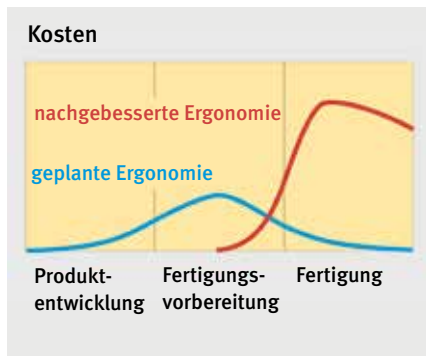 Kosten
nachgebesserte Ergonomie
geplante Ergonomie
Produkt-
entwicklung
Fertigungs-
vorbereitung
Fertigung